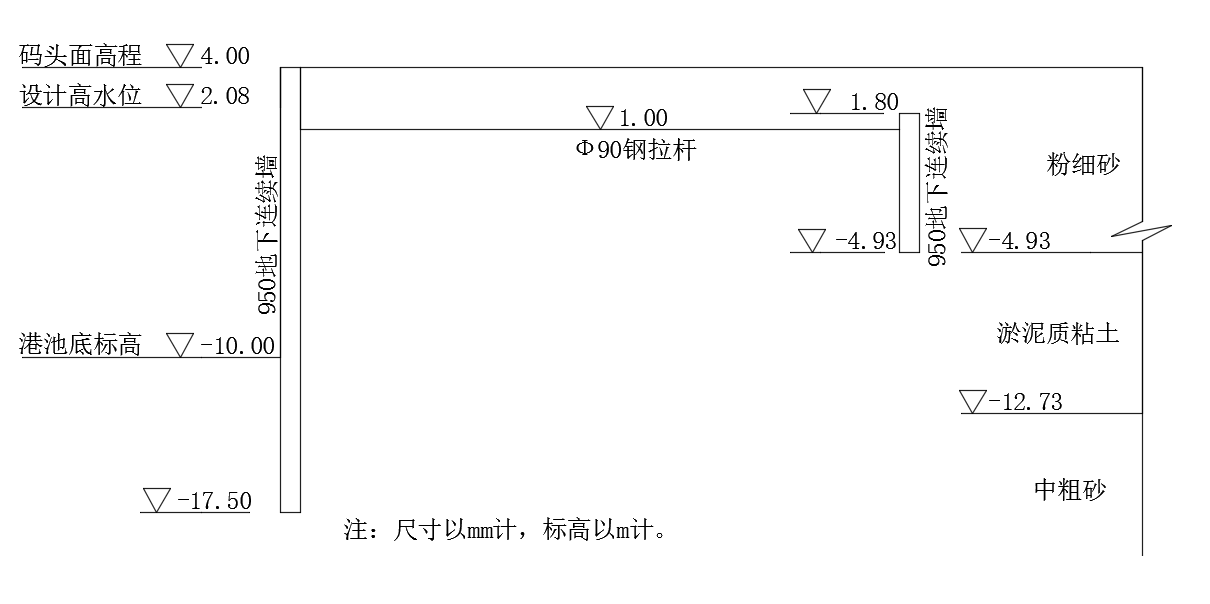 码头面高程 4.00
设计高水位 2.08
1.80
1.00
Φ90钢拉杆
950地下连续墙
950地下连续墙
粉细砂
-4.93
-4.93
淤泥质粘土
港池底标高 -10.00
-12.73
中粗砂
-17.50
注：尺寸以mm计，标高以m计。